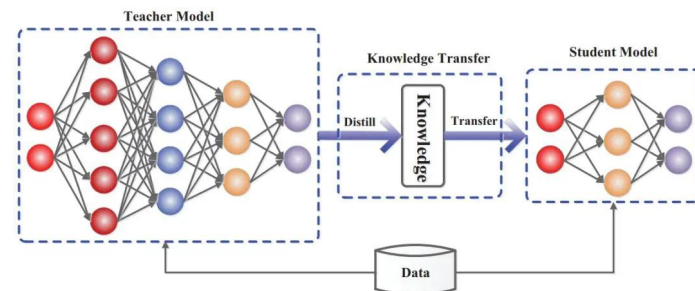 Teacher Model
Knowledge Transfer
Student Model
Distill
Knowledge
Transfer
Data